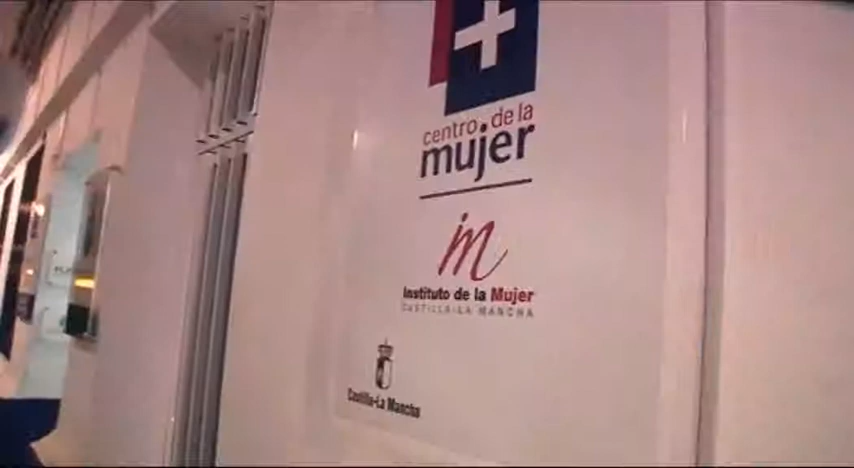 centro de la
mujer
m
Instituto de la Mujer
CASTILLA-LA MANCHA
Castilla-La Mancha